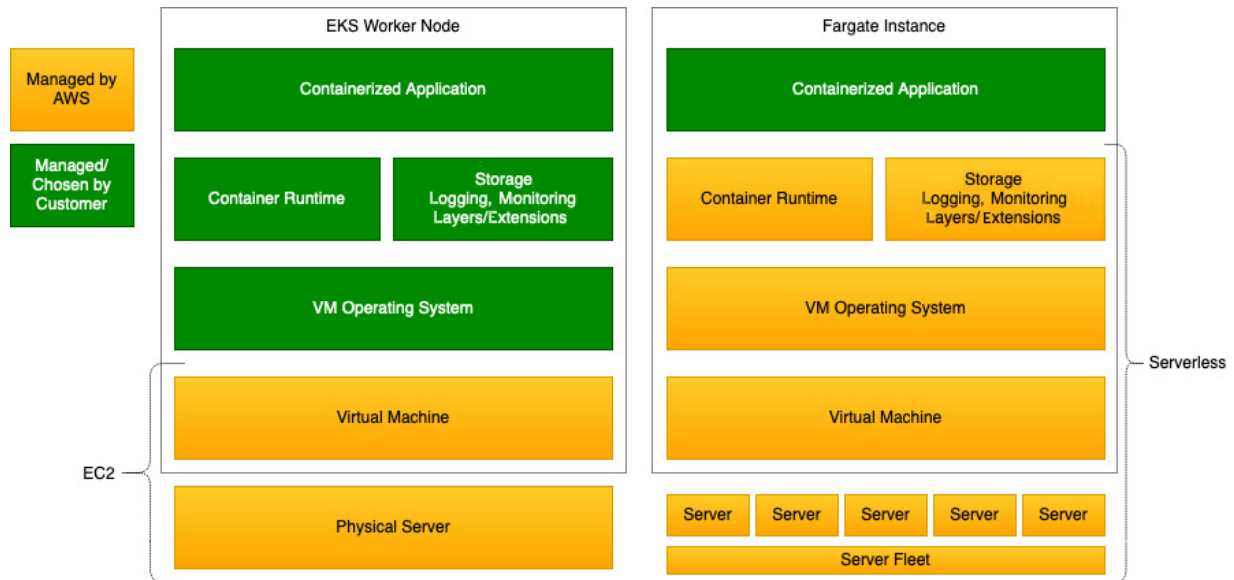 EKS Worker Node
Fargate Instance
Managed by
AWS
Managed/
Chosen by
Customer
Containerized Application
Container Runtime
Storage
Logging, Monitoring
Layers/Extensions
VM Operating System
Virtual Machine
EC2
Physical Server
Containerized Application
Container Runtime
Storage
Logging, Monitoring
Layers/Extensions
VM Operating System
Virtual Machine
Serverless
Server
Server
Server
Server
Server
Server Fleet